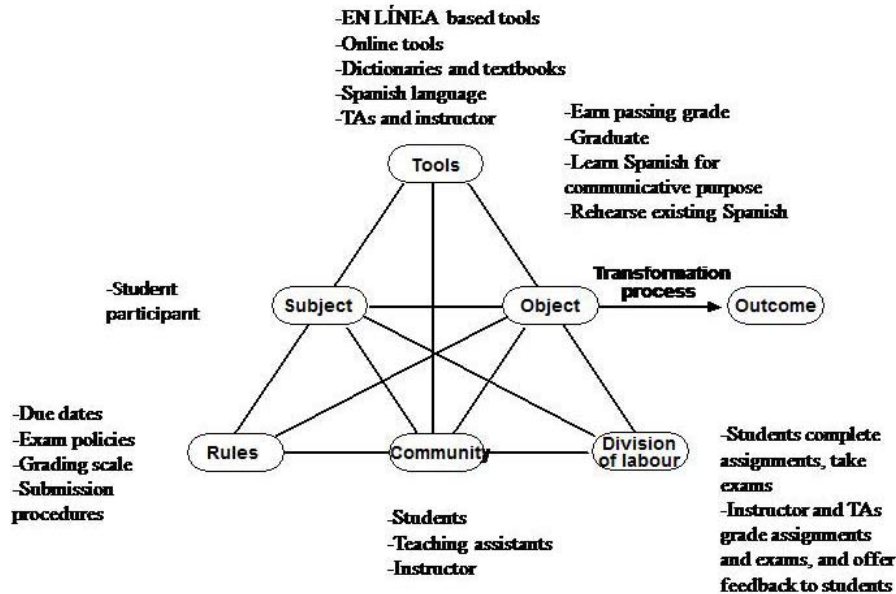 -EN LÍNEA based tools
-Online tools
-Dictionaries and textbooks
-Spanish language
-TAs and instructor
Tools
-Earn passing grade
-Graduate
-Learn Spanish for
communicative purpose
-Rehearse existing Spanish
-Student
participant
Subject
Object
Transformation
process
Outcome
-Due dates
-Exam policies
-Grading scale
-Submission
procedures
Rules
Community
Division
of labour
-Students
-Teaching assistants
-Instructor
-Students complete
assignments, take
exams
-Instructor and TAs
grade assignments
and exams, and offer
feedback to students